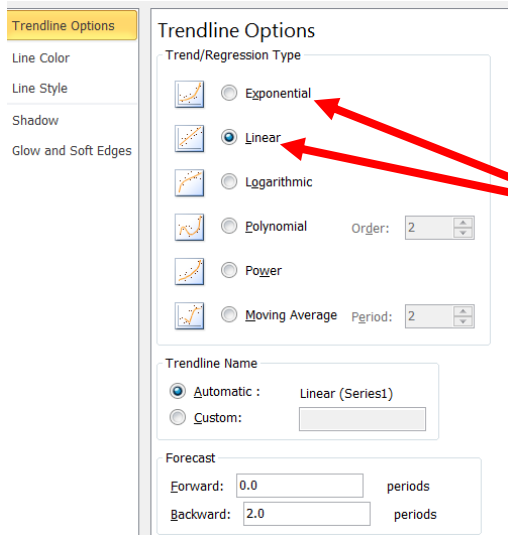 Trendline Options
Line Color
Line Style
Shadow
Glow and Soft Edges
Trendline Options
Trend/Regression Type
Exponential
Linear
Logarithmic
Polynomial Order: 2
Power
Moving Average Period: 2
Trendline Name
Automatic : Linear (Series1)
Custom:
Forecast
Forward: 0.0 periods
Backward: 2.0 periods